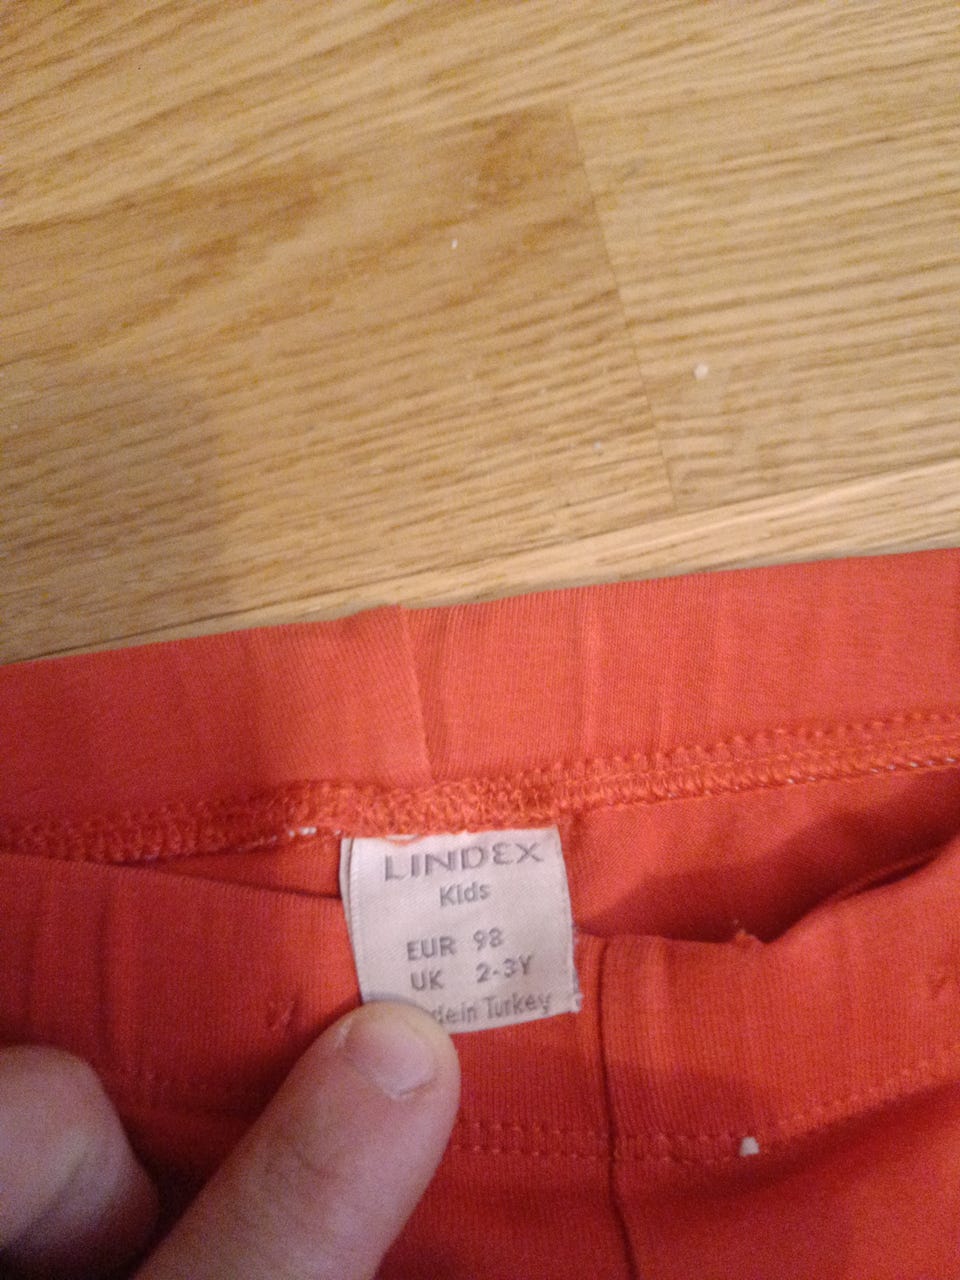 LINDEX
Kids
EUR 98
UK 2-3Y
Turkey